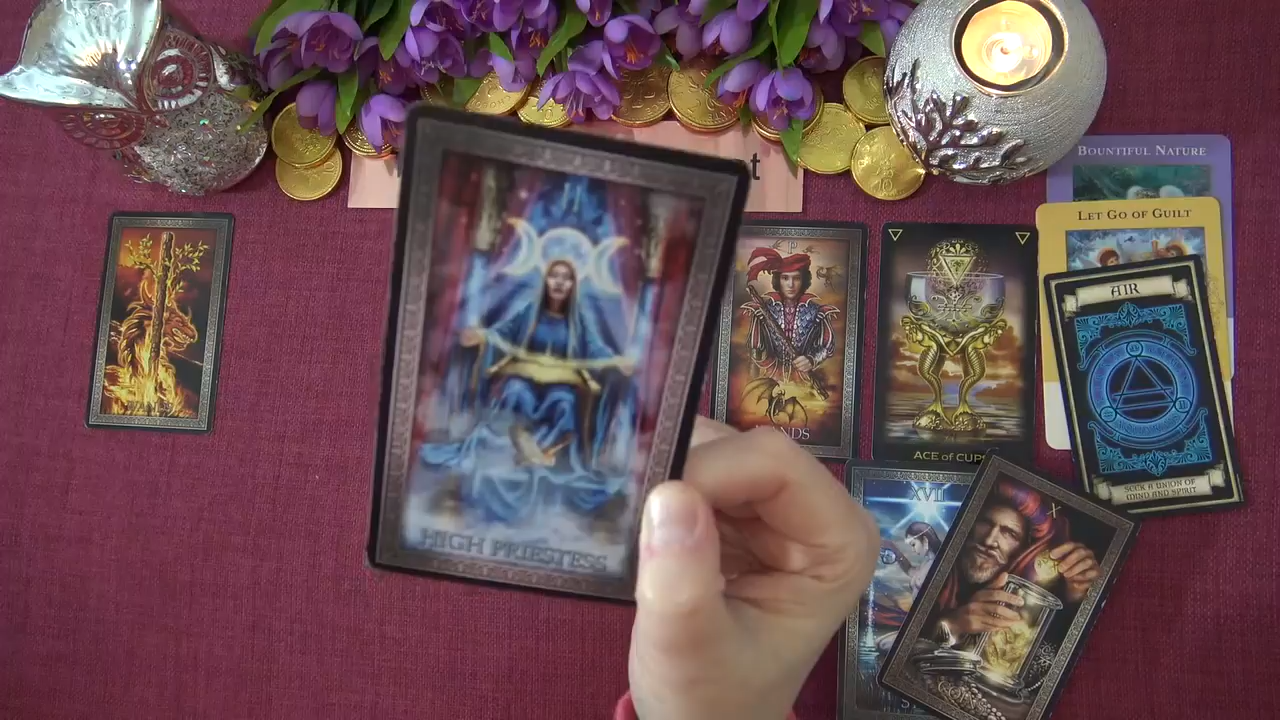 BOUNTIFUL NATURE
LET GO OF GUILT
AIR
SEEK A UNION OF
MIND AND SPIRIT
t
P
ANDS
ACE OF CUPS
XVII
X
HIGH PRIESTESS